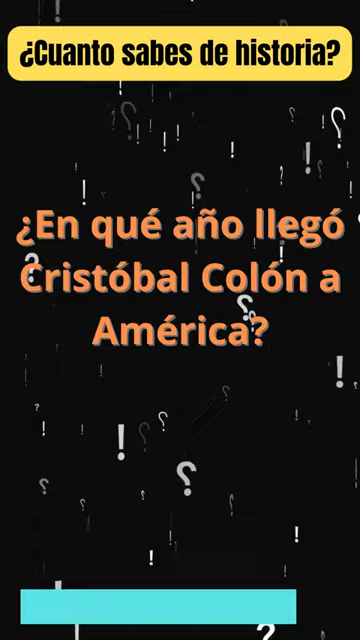 ¿Cuanto sabes de historia?
¿En qué año llegó
Cristóbal Colón a
América?